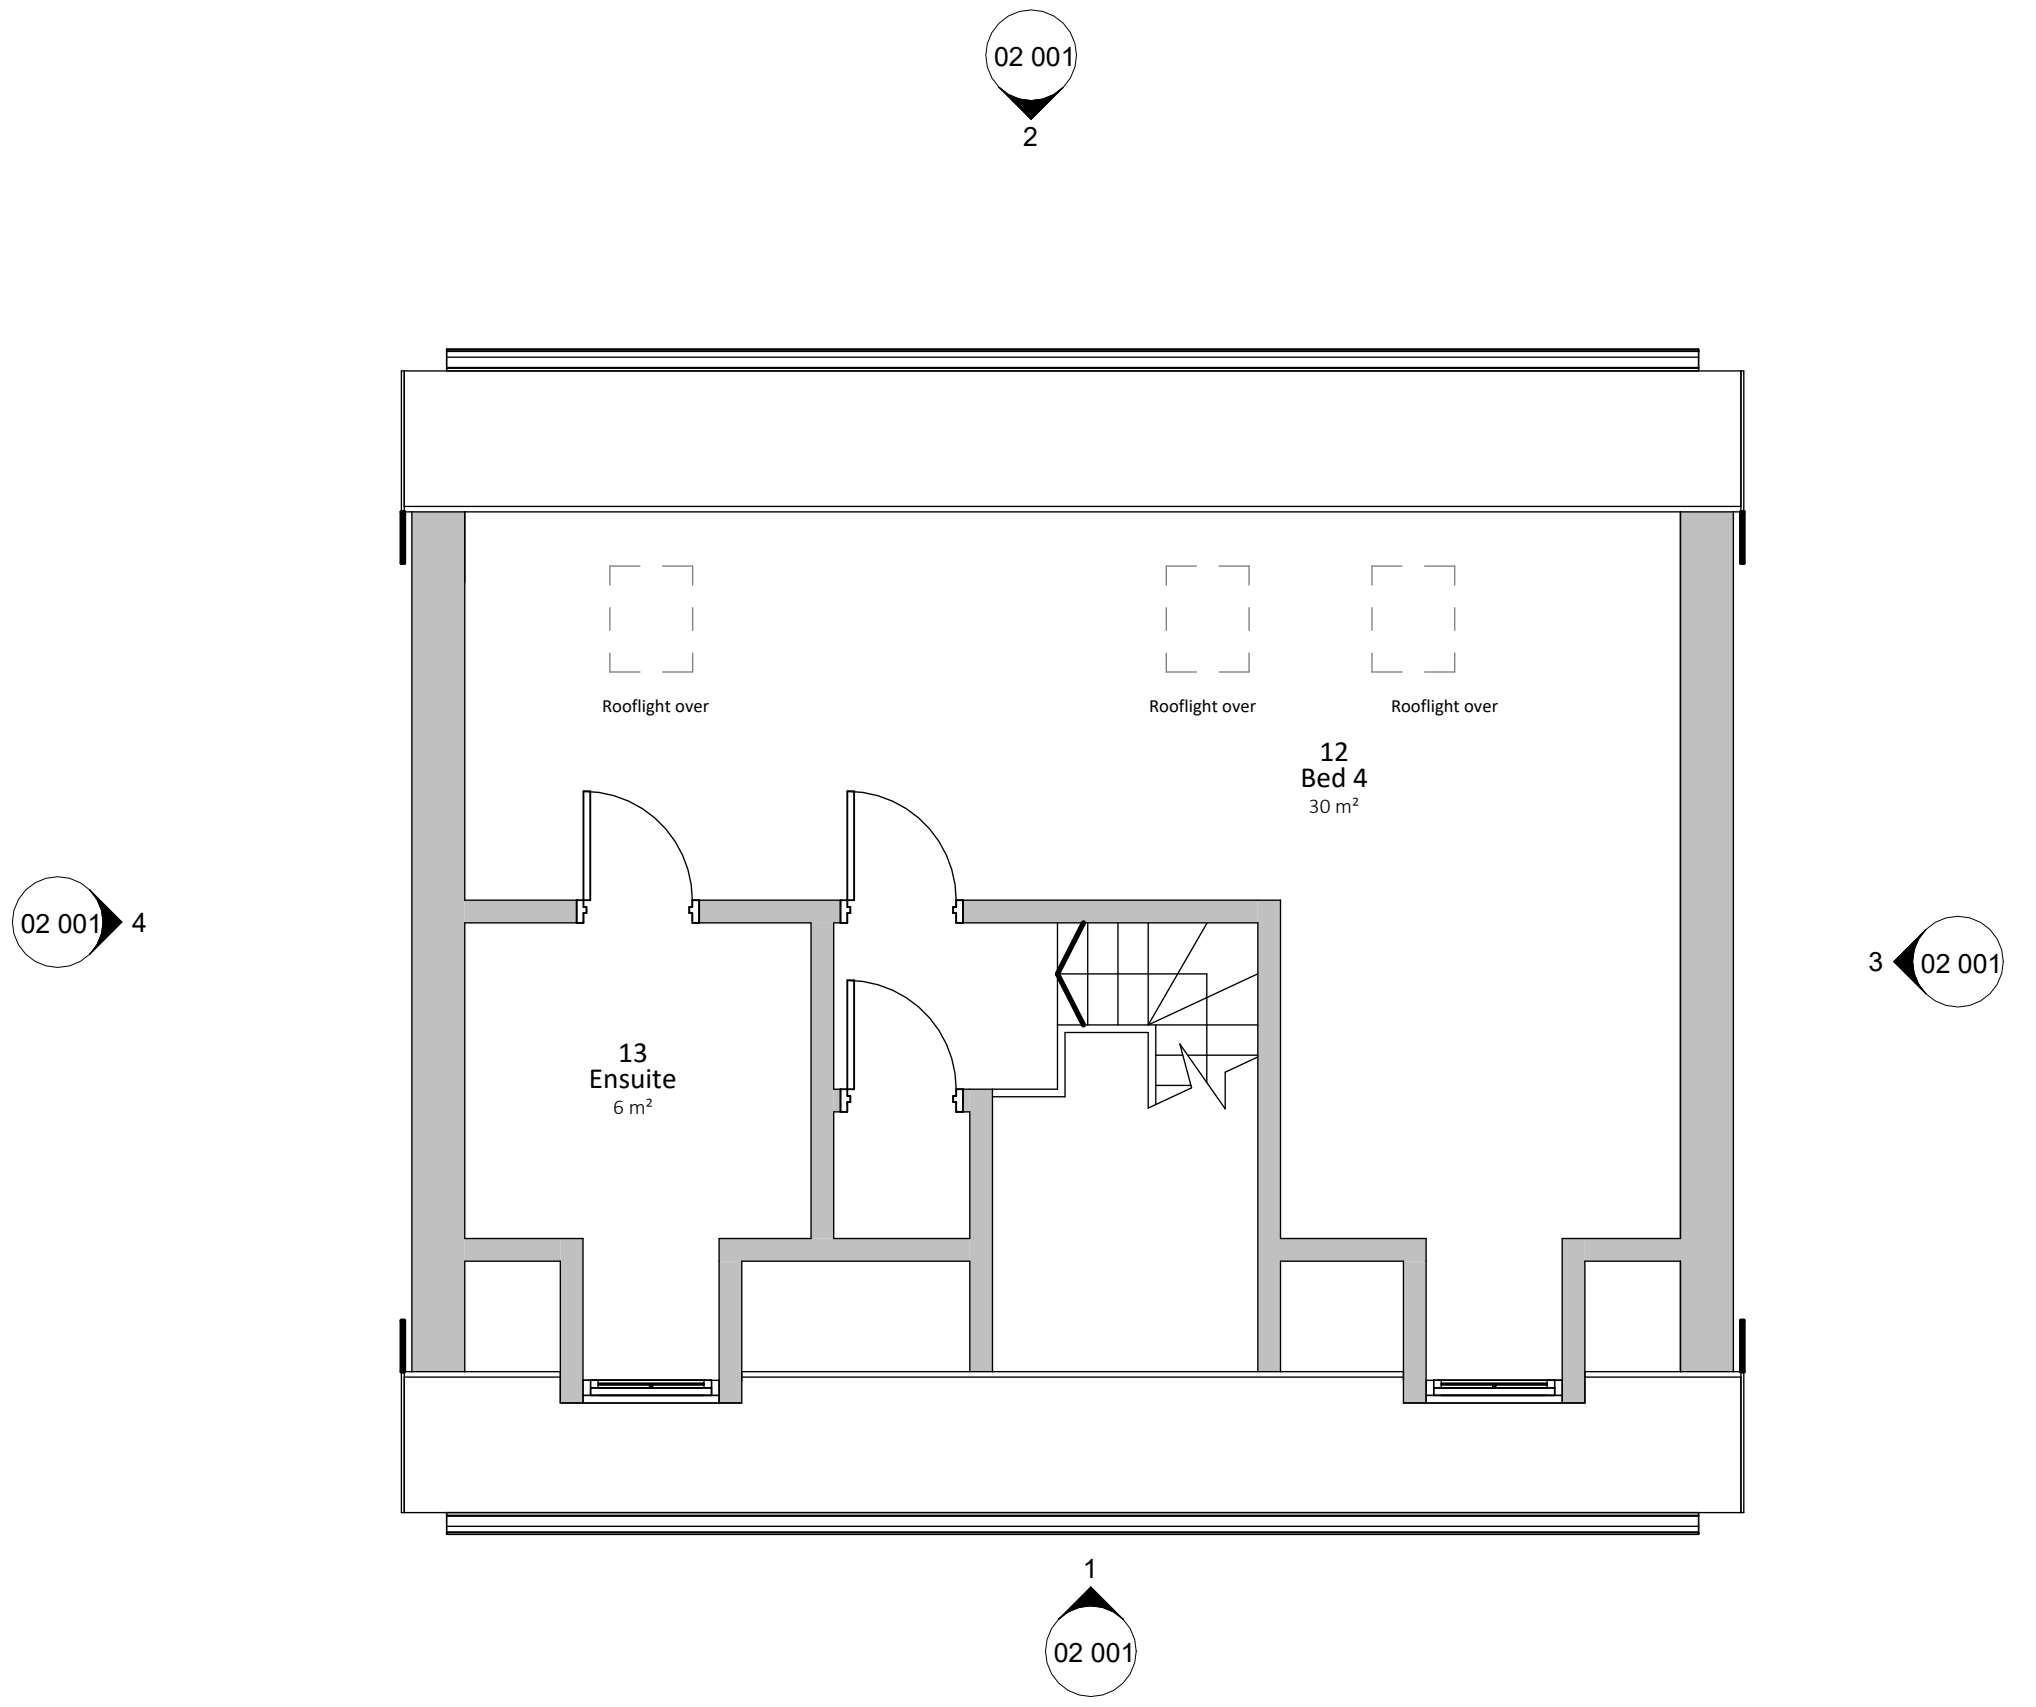 02 001
2
Rooflight over
Rooflight over
Rooflight over
12
Bed 4
30 m²
02 001
4
3
02 001
13
Ensuite
6 m²
1
02 001